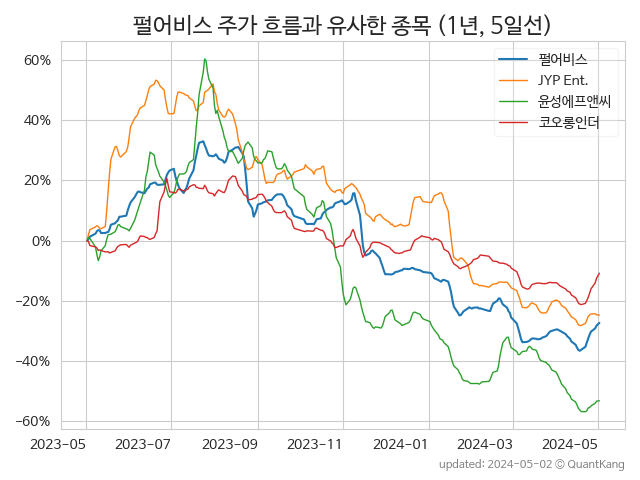 펄어비스 주가 흐름과 유사한 종목 (1년, 5일선)
60%
40%
20%
0%
−20%
−40%
−60%
펄어비스
JYP Ent.
윤성에프앤씨
코오롱인더
2023-05
2023-07
2023-09
2023-11
2024-01
2024-03
2024-05
updated: 2024-05-02 © QuantKang